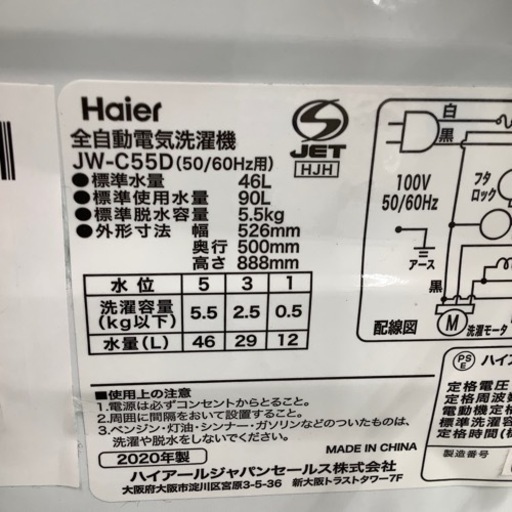 Haier
全自動電気洗濯機
JW-C55D(50/60Hz用)
●標準水量 46L
●標準使用水量 90L
●標準脱水容量 5.5kg
●外形寸法 幅 526mm
奥行 500mm
高さ 888mm
S-JET
HJH
水位 5 3 1
洗濯容量(kg以下) 5.5 2.5 0.5
水量(L) 46 29 12
■使用上の注意
1.電源は必ずコンセントからとること。
2.周囲に間隔をおいて設置すること。
3.ベンジン・灯油・シンナー・ガソリンなどのついたものは、
洗濯や脱水をしないでください。
MADE IN CHINA
2020年製
ハイアールジャパンセールス株式会社
大阪府大阪市淀川区宮原3-5-36 新大阪トラストタワー7F
白
黒
100V
50/60Hz
フタ
ロック
アース
黒
配線図
M
洗濯モータ
PS
E
ハイ
定格電圧
定格周波数
電動機定格
標準洗濯容
定格時間(
製造番号